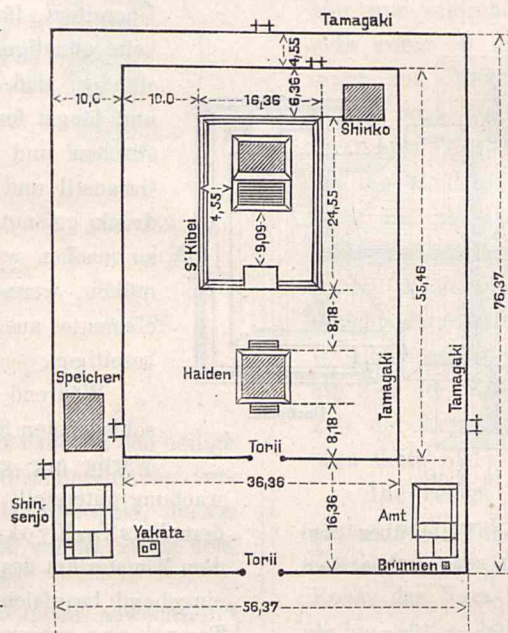 Tamagaki
4,55
6,36
10,0
10.0
16,36
Shinko
4,55
9,09
24,55
S'Kibei
55,46
76,37
8,18
Speicher
Haiden
Tamagaki
Tamagaki
8,18
Torii
36,36
16,36
Shin-
senjo
Yakata
Amt
Torii
Brunnen
56,37